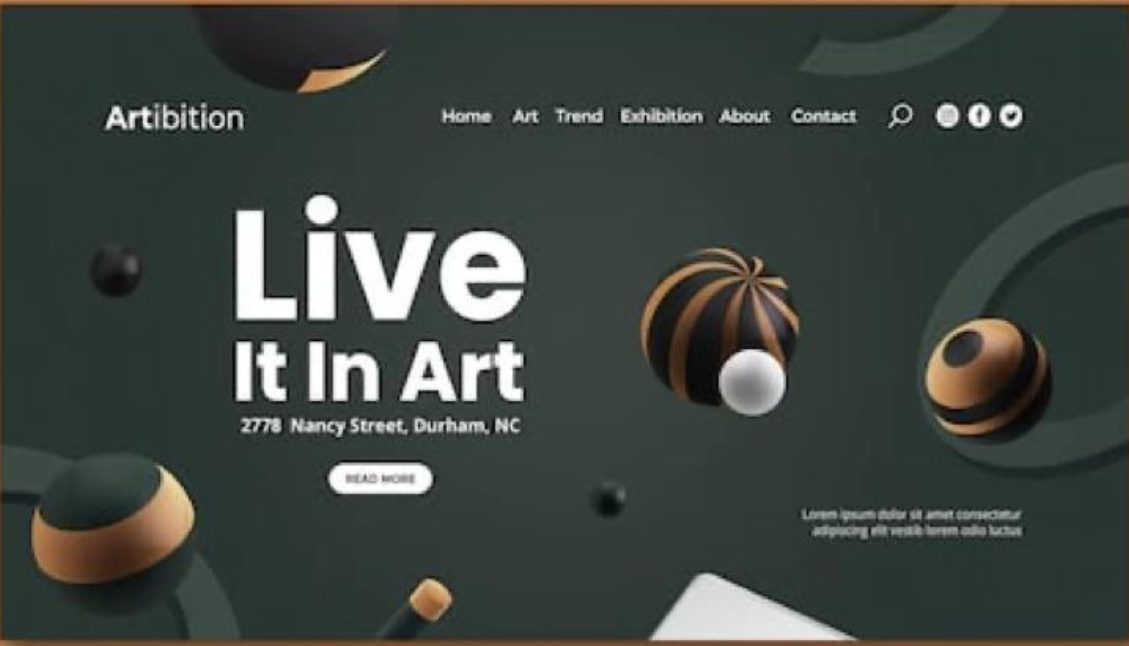 Artibition
Home Art Trend Exhibition About Contact
Live
It In Art
2778 Nancy Street, Durham, NC
READ MORE
Lorem ipsum dolor sit amet consectetur
adipiscing elit vestib lorem odio luctus